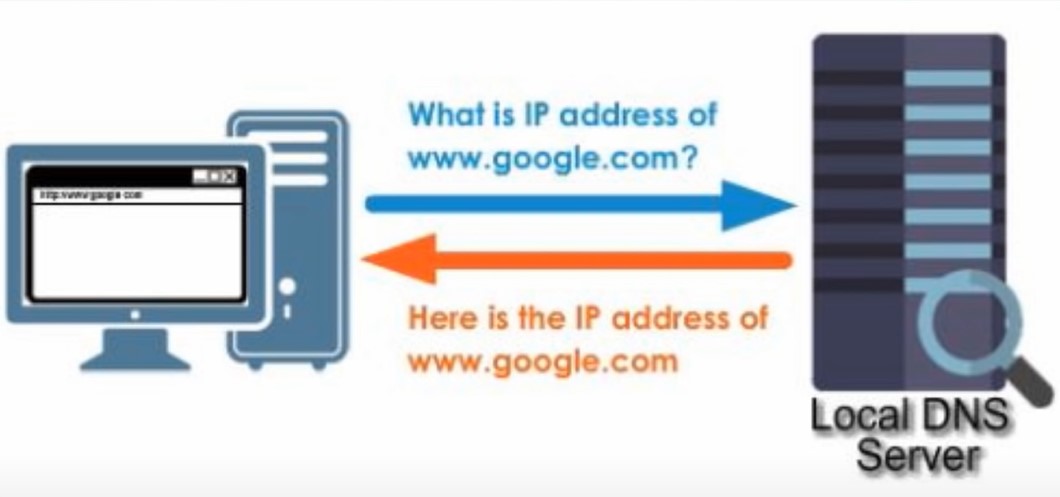 What is IP address of
www.google.com?
http:www.google.com
Here is the IP address of
www.google.com
Local DNS
Server